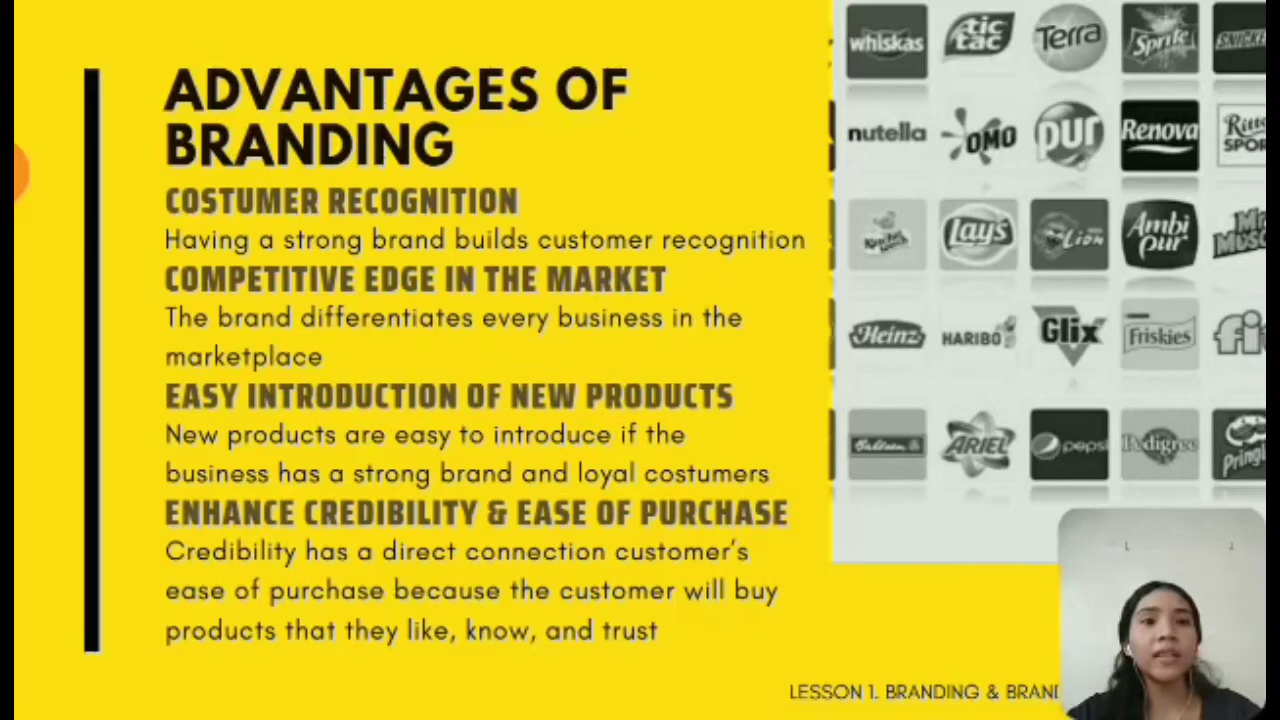 ADVANTAGES OF
BRANDING
COSTUMER RECOGNITION
Having a strong brand builds customer recognition
COMPETITIVE EDGE IN THE MARKET
The brand differentiates every business in the
marketplace
EASY INTRODUCTION OF NEW PRODUCTS
New products are easy to introduce if the
business has a strong brand and loyal costumers
ENHANCE CREDIBILITY & EASE OF PURCHASE
Credibility has a direct connection customer's
ease of purchase because the customer will buy
products that they like, know, and trust
whiskas tic tac Terra Sprite
nutella OMO pur Renova
Lay's Lion Ambi pur
Heinz HARIBO Glix Friskies
ARIEL pepsi Pedigree
LESSON 1. BRANDING &